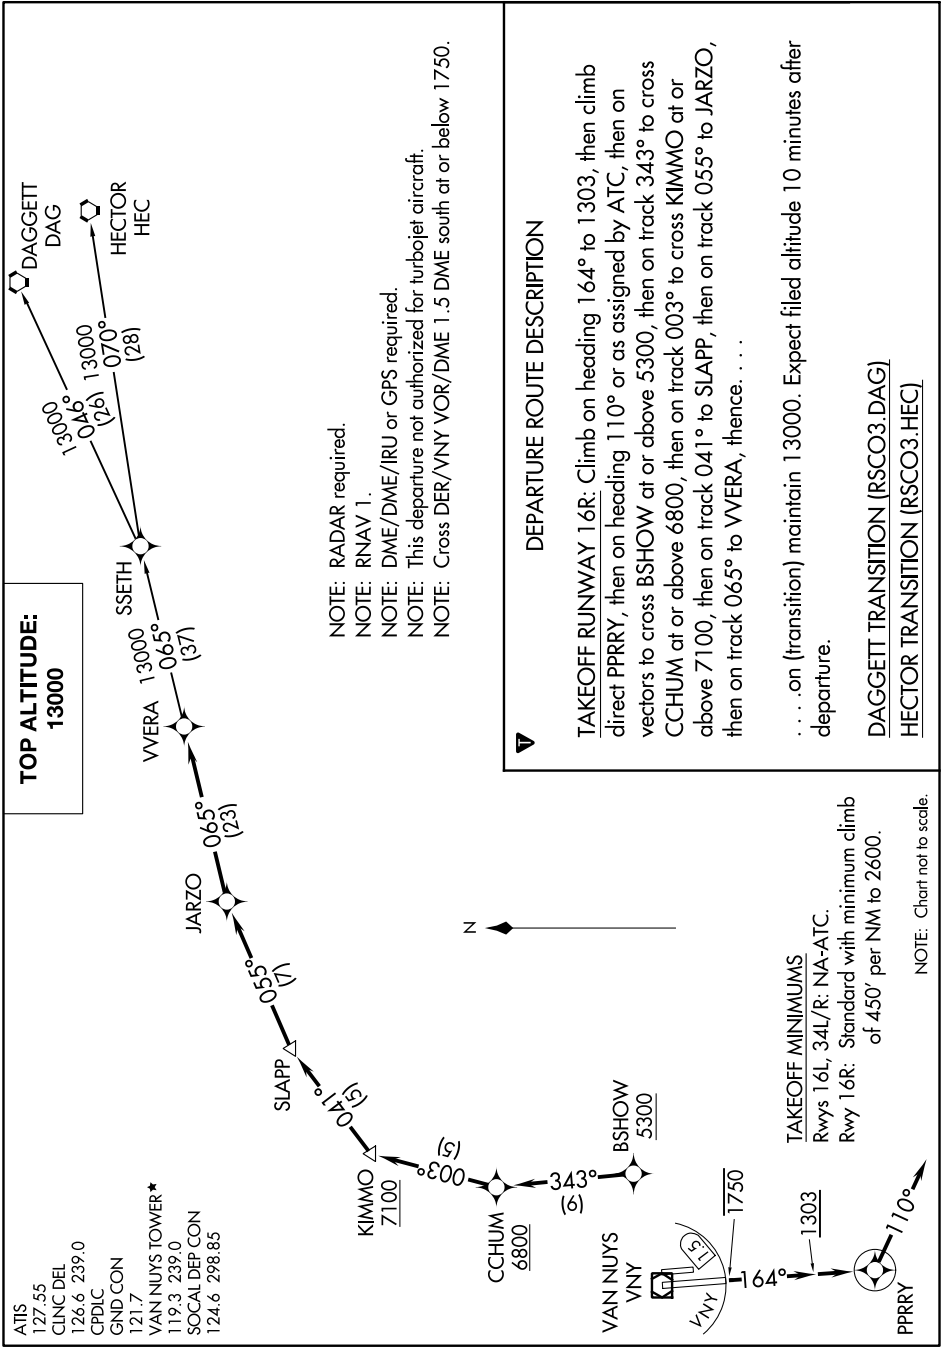 ATIS
127.55
CLNC DEL
126.6 239.0
CPDLC
GND CON
121.7
VAN NUYS TOWER★
119.3 239.0
SOCAL DEP CON
124.6 298.85
TOP ALTITUDE:
13000
DAGGETT
DAG
HECTOR
HEC
13000
046°
(26)
13000
070°
(28)
SSETH
13000
065°
(37)
VVERA
065°
(23)
JARZO
055°
(7)
SLAPP
041°
(5)
KIMMO
7100
003°
(5)
CCHUM
6800
343°
(6)
BSHOW
5300
N
VAN NUYS
VNY
VNY
1.5
1750
164°
1303
PPRRY
110°
NOTE: RADAR required.
NOTE: RNAV 1.
NOTE: DME/DME/IRU or GPS required.
NOTE: This departure not authorized for turbojet aircraft.
NOTE: Cross DER/VNY VOR/DME 1.5 DME south at or below 1750.
TAKEOFF MINIMUMS
Rwys 16L, 34L/R: NA-ATC.
Rwy 16R: Standard with minimum climb
of 450' per NM to 2600.
NOTE: Chart not to scale.
T
DEPARTURE ROUTE DESCRIPTION
TAKEOFF RUNWAY 16R: Climb on heading 164° to 1303, then climb
direct PPRRY, then on heading 110° or as assigned by ATC, then on
vectors to cross BSHOW at or above 5300, then on track 343° to cross
CCHUM at or above 6800, then on track 003° to cross KIMMO at or
above 7100, then on track 041° to SLAPP, then on track 055° to JARZO,
then on track 065° to VVERA, thence. . . .
. . . .on (transition) maintain 13000. Expect filed altitude 10 minutes after
departure.
DAGGETT TRANSITION (RSCO3.DAG)
HECTOR TRANSITION (RSCO3.HEC)